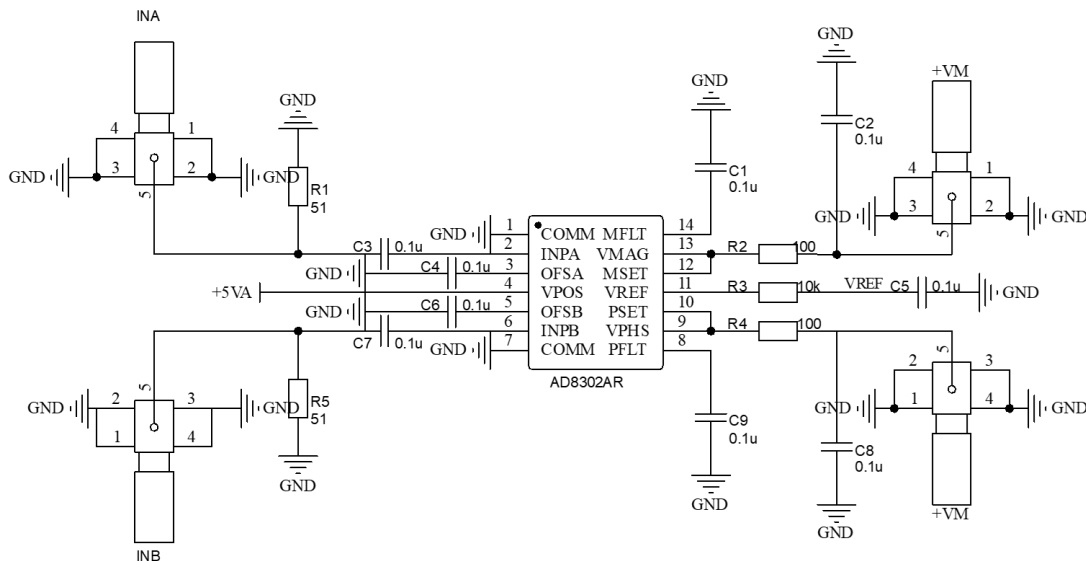 INA
GND
GND
+VM
GND
GND
4
1
3
2
GND
GND
5
R1
51
C1
0.1u
C2
0.1u
4
1
3
2
GND
GND
5
C3
0.1u
GND
1
COMM
MFLT
14
2
INPA
VMAG
13
R2
100
GND
C4
0.1u
3
OFSA
MSET
12
+5VA
4
VPOS
VREF
11
R3
10k
VREF
C5
0.1u
GND
GND
C6
0.1u
5
OFSB
PSET
10
C7
0.1u
6
INPB
VPHS
9
R4
100
GND
7
COMM
PFLT
8
AD8302AR
5
GND
2
3
GND
1
4
R5
51
GND
INB
C9
0.1u
GND
C8
0.1u
GND
5
2
3
GND
1
4
GND
+VM